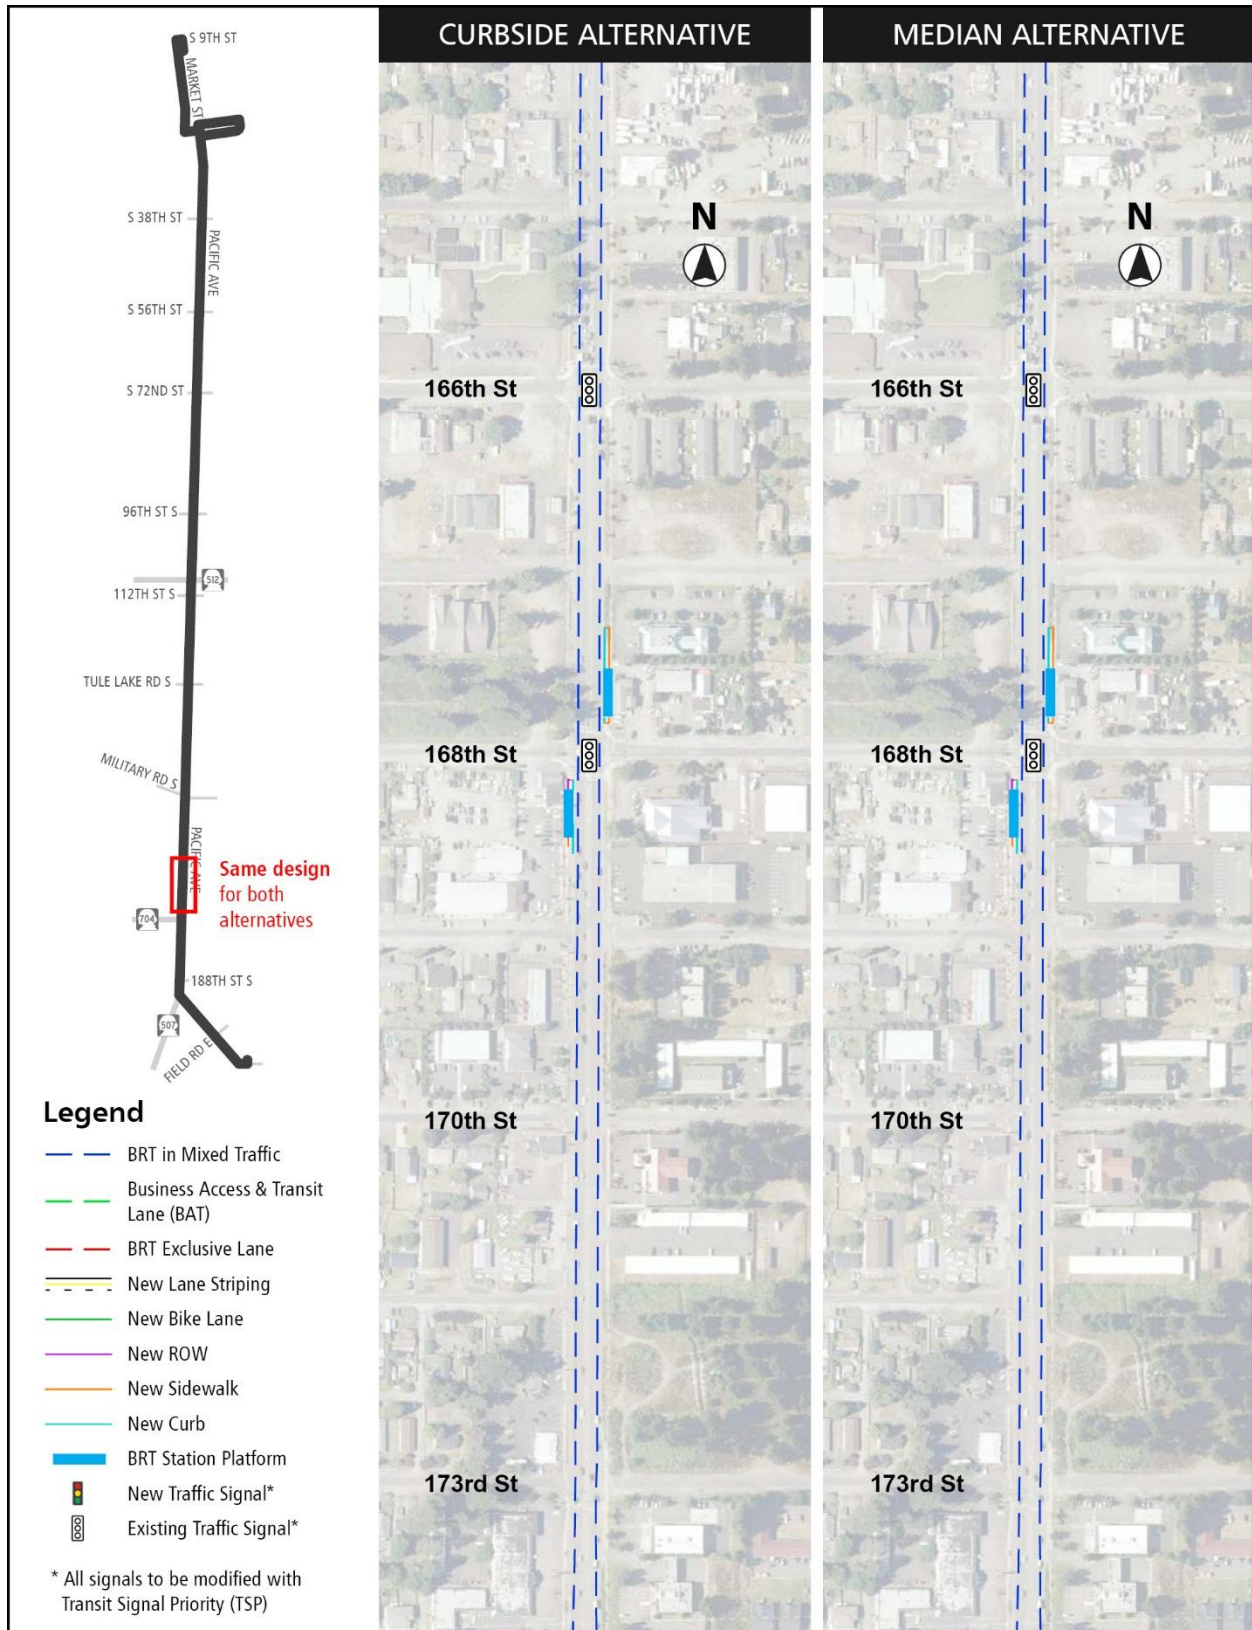 S 9TH ST
MARKET ST
S 38TH ST
PACIFIC AVE
S 56TH ST
S 72ND ST
96TH ST S
512
112TH ST S
TULE LAKE RD S
MILITARY RD S
PACIFIC AVE
Same design
for both
alternatives
704
188TH ST S
507
FIELD RD E
Legend
BRT in Mixed Traffic
Business Access & Transit
Lane (BAT)
BRT Exclusive Lane
New Lane Striping
New Bike Lane
New ROW
New Sidewalk
New Curb
BRT Station Platform
New Traffic Signal*
Existing Traffic Signal*
* All signals to be modified with
Transit Signal Priority (TSP)
CURBSIDE ALTERNATIVE
N
166th St
168th St
170th St
173rd St
MEDIAN ALTERNATIVE
N
166th St
168th St
170th St
173rd St